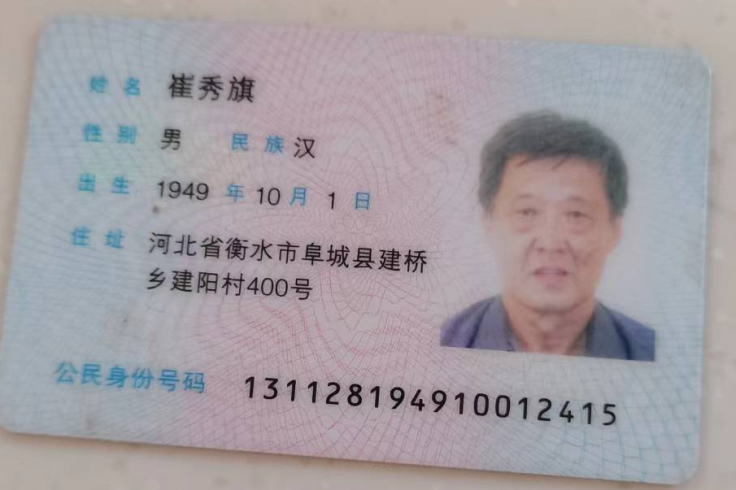 姓名 崔秀旗
性别 男 民族 汉
出生 1949 年 10 月 1 日
住址 河北省衡水市阜城县建桥
乡建阳村400号
公民身份号码 131128194910012415